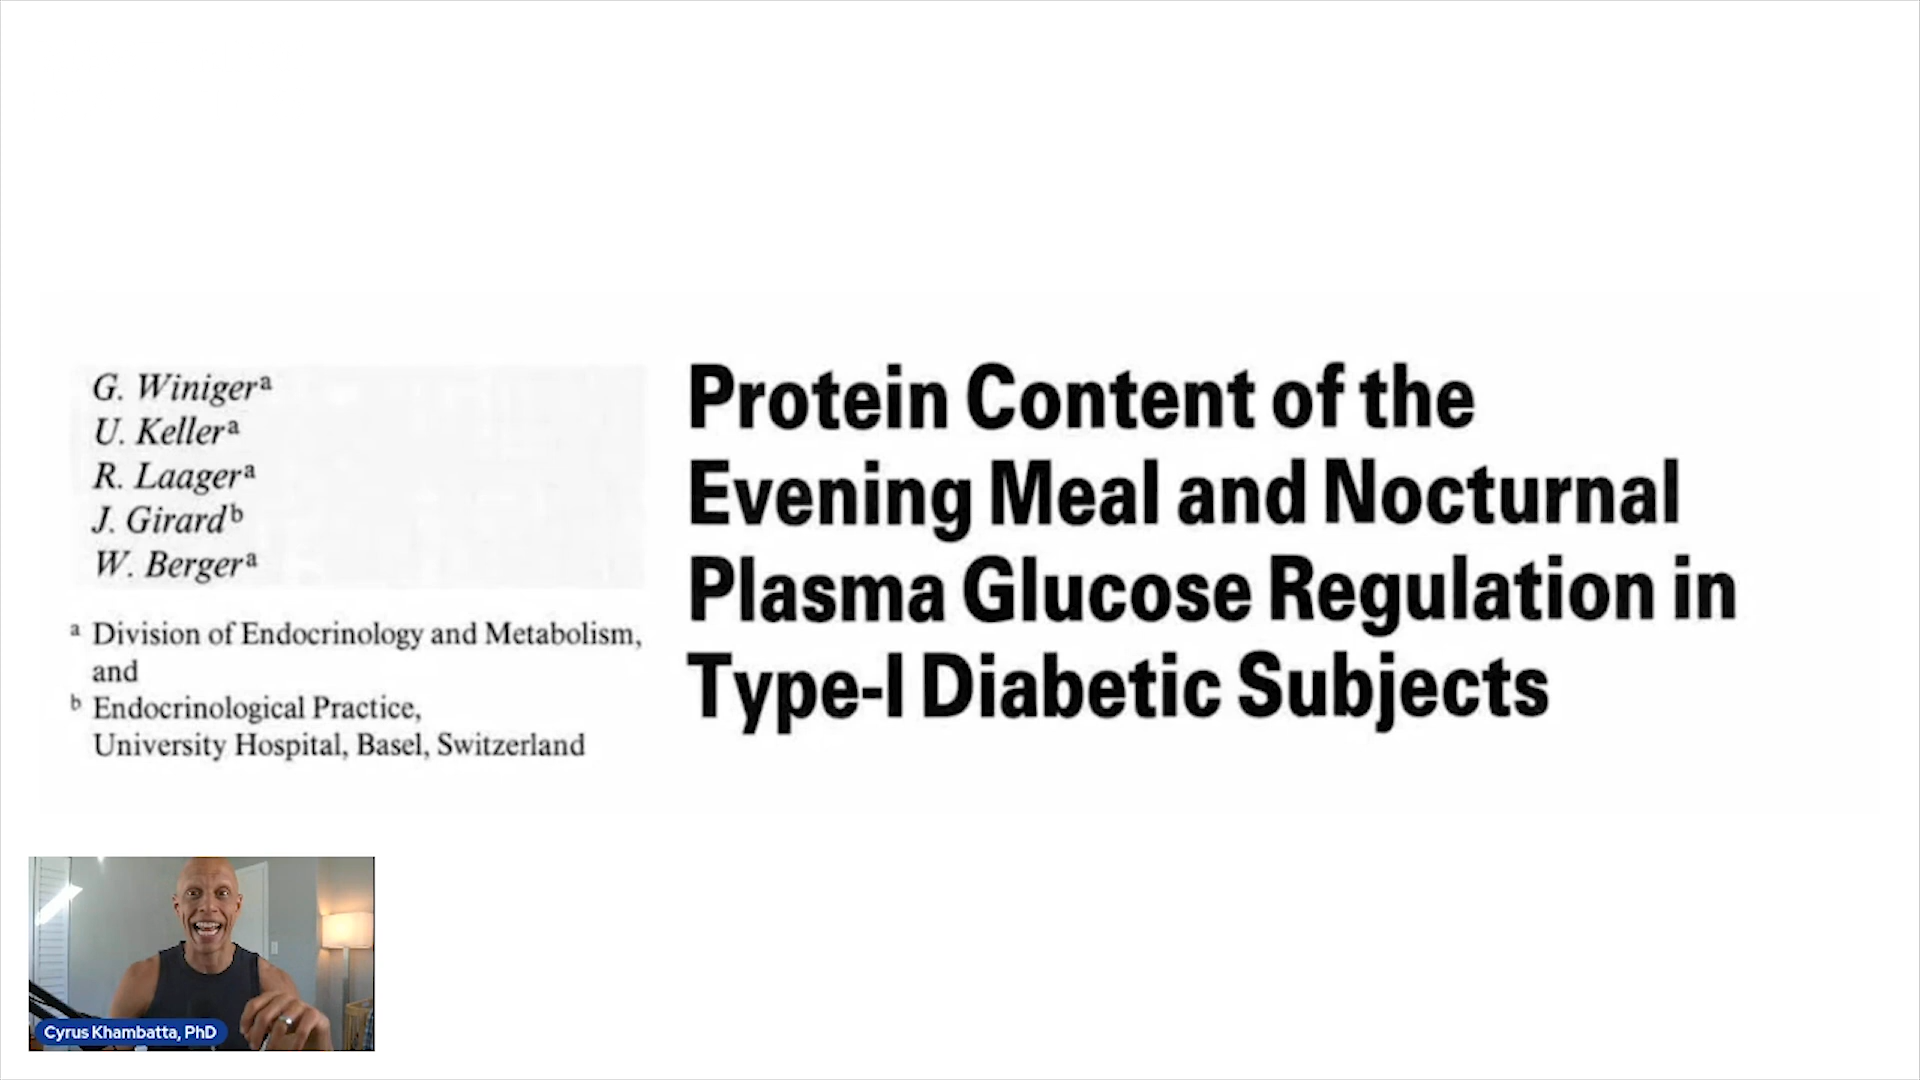 G. Winiger a
U. Keller a
R. Laager a
J. Girard b
W. Berger a
a Division of Endocrinology and Metabolism,
and
b Endocrinological Practice,
University Hospital, Basel, Switzerland
Protein Content of the
Evening Meal and Nocturnal
Plasma Glucose Regulation in
Type-I Diabetic Subjects
Cyrus Khambatta, PhD